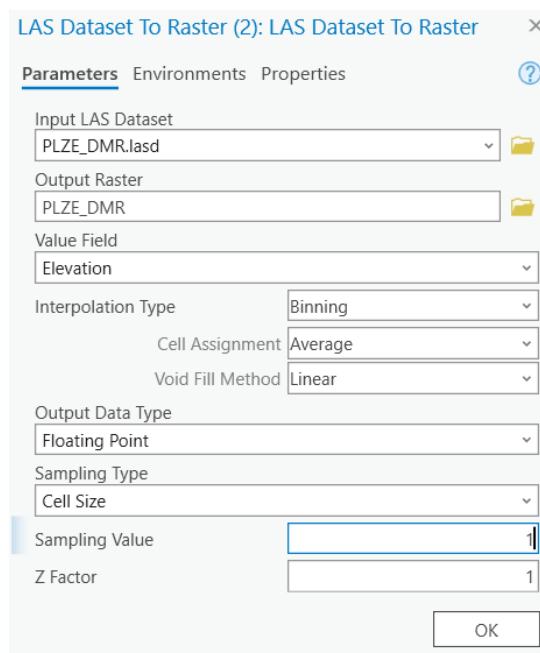 LAS Dataset To Raster (2): LAS Dataset To Raster
Parameters Environments Properties
Input LAS Dataset
PLZE_DMR.lasd
Output Raster
PLZE_DMR
Value Field
Elevation
Interpolation Type Binning
Cell Assignment Average
Void Fill Method Linear
Output Data Type
Floating Point
Sampling Type
Cell Size
Sampling Value 1
Z Factor 1
OK